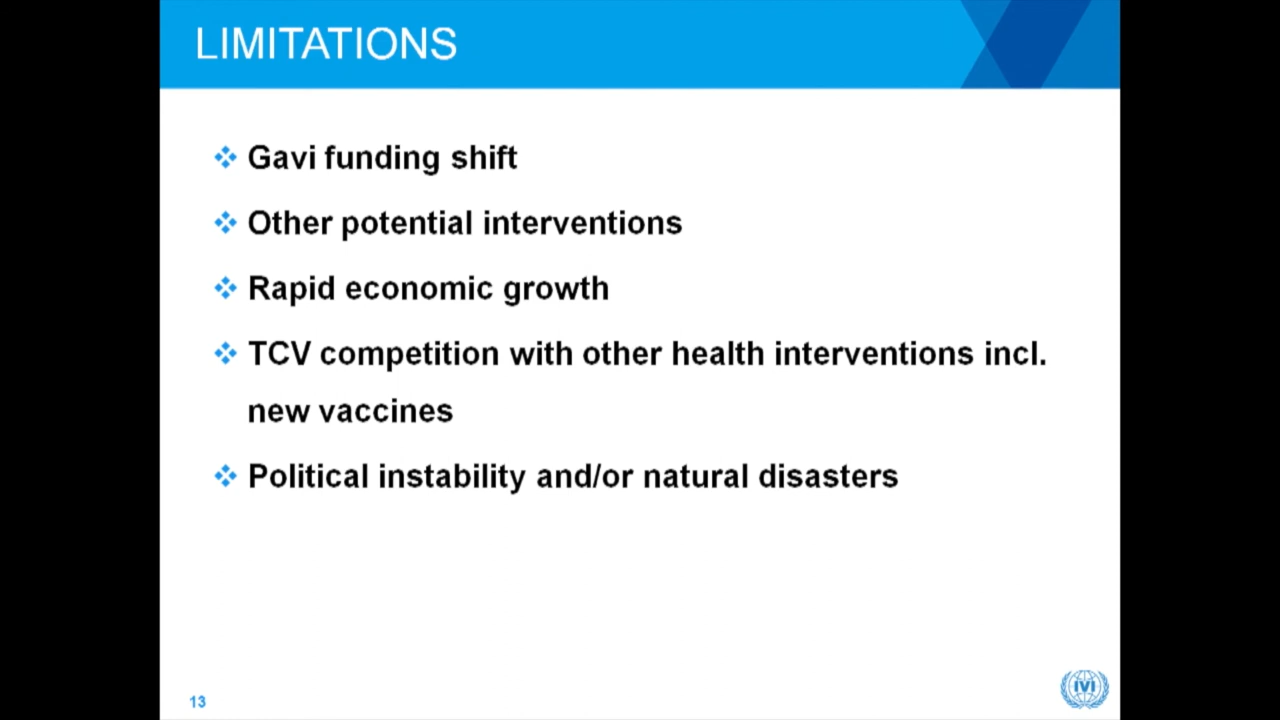 LIMITATIONS
Gavi funding shift
Other potential interventions
Rapid economic growth
TCV competition with other health interventions incl.
new vaccines
Political instability and/or natural disasters
13
IVI